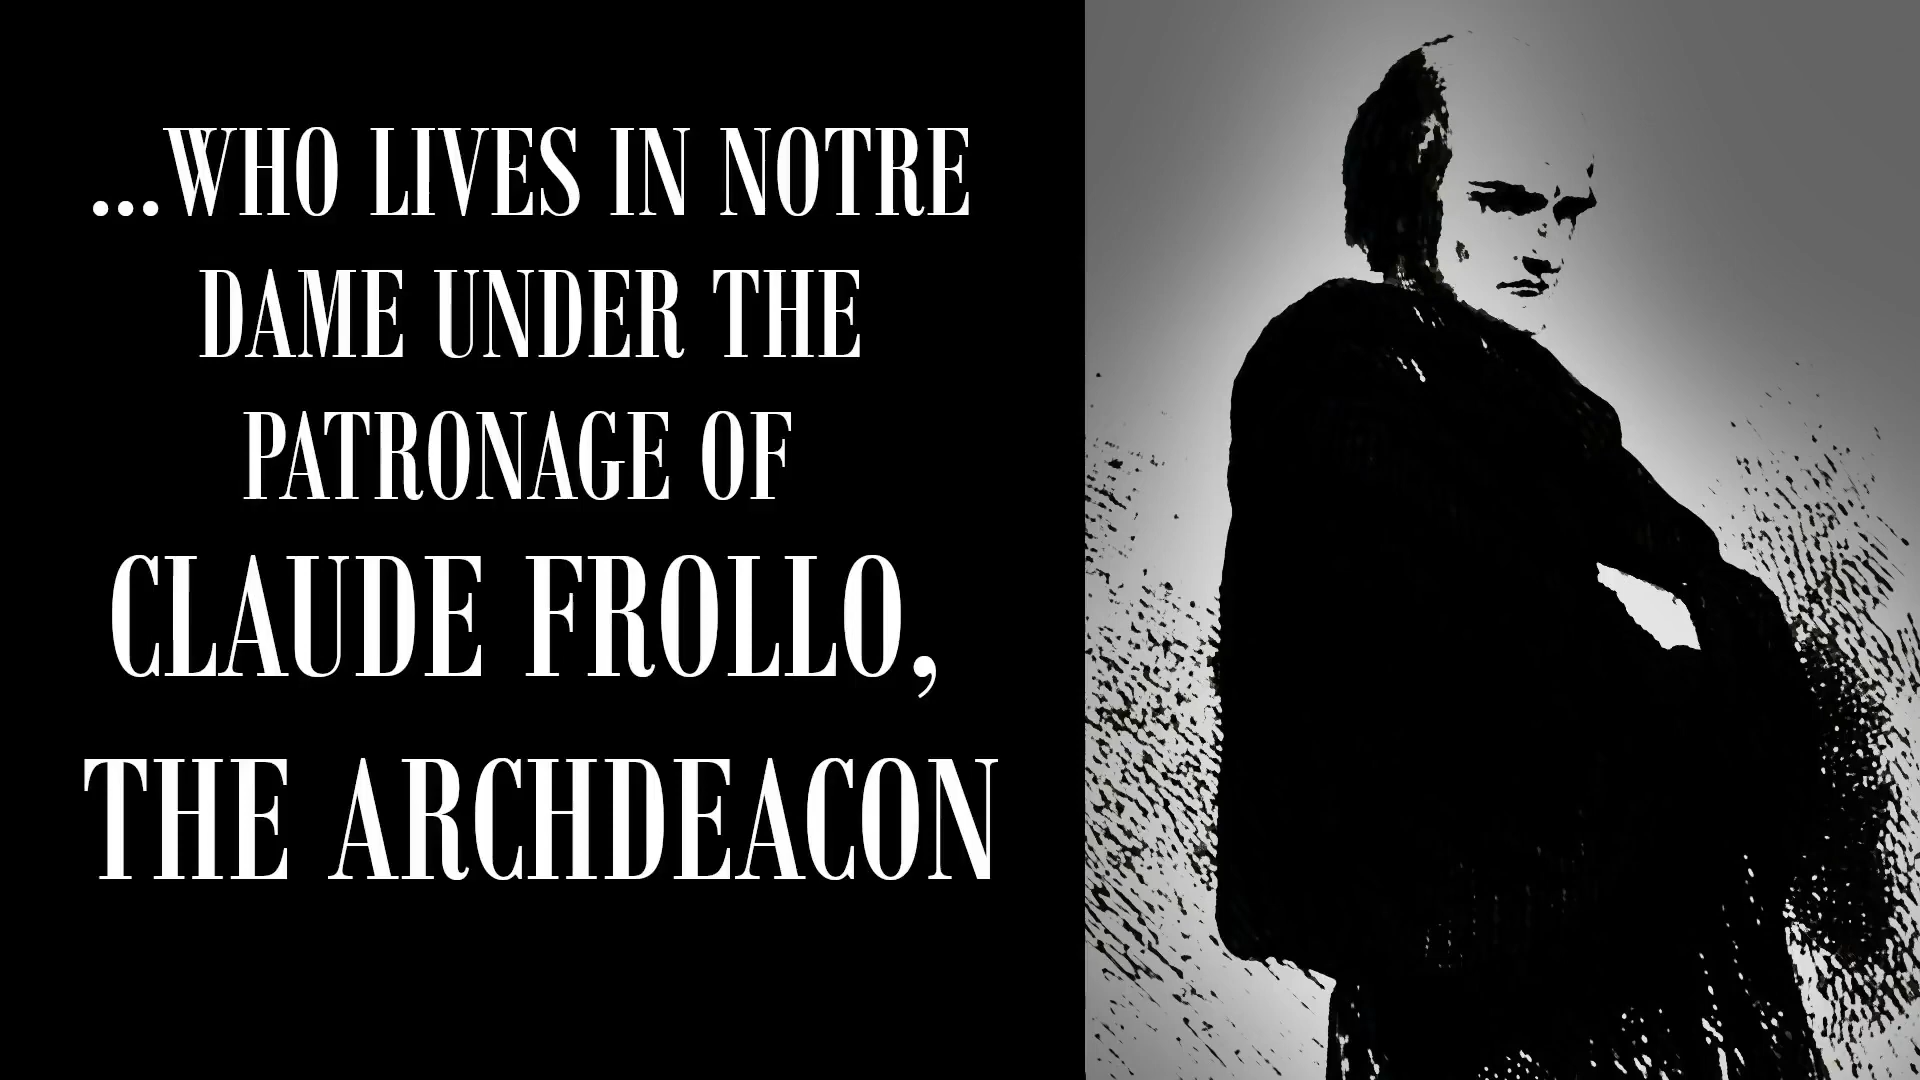 ...WHO LIVES IN NOTRE
DAME UNDER THE
PATRONAGE OF
CLAUDE FROLLO,
THE ARCHDEACON